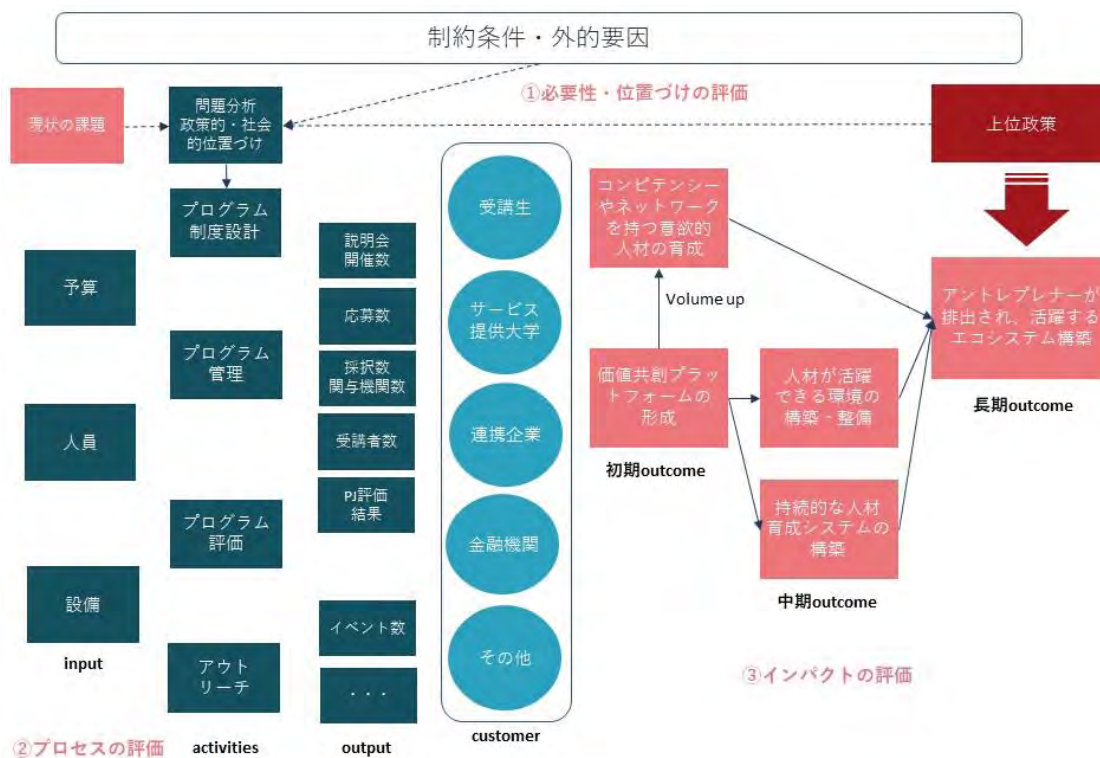 制約条件・外的要因
①必要性・位置づけの評価
現状の課題
問題分析
政策的・社会
的位置づけ
上位政策
プログラム
制度設計
予算
プログラム
管理
人員
プログラム
評価
設備
input
アウト
リーチ
activities
②プロセスの評価
説明会
開催数
応募数
採択数
関与機関数
受講者数
PJ評価
結果
イベント数
・・・
output
受講生
サービス
提供大学
連携企業
金融機関
その他
customer
コンピテンシー
やネットワーク
を持つ意欲的
人材の育成
Volume up
価値共創プラッ
トフォームの
形成
初期outcome
人材が活躍
できる環境の
構築‐整備
持続的な人材
育成システムの
構築
中期outcome
アントレプレナーが
排出され、活躍する
エコシステム構築
長期outcome
③インパクトの評価